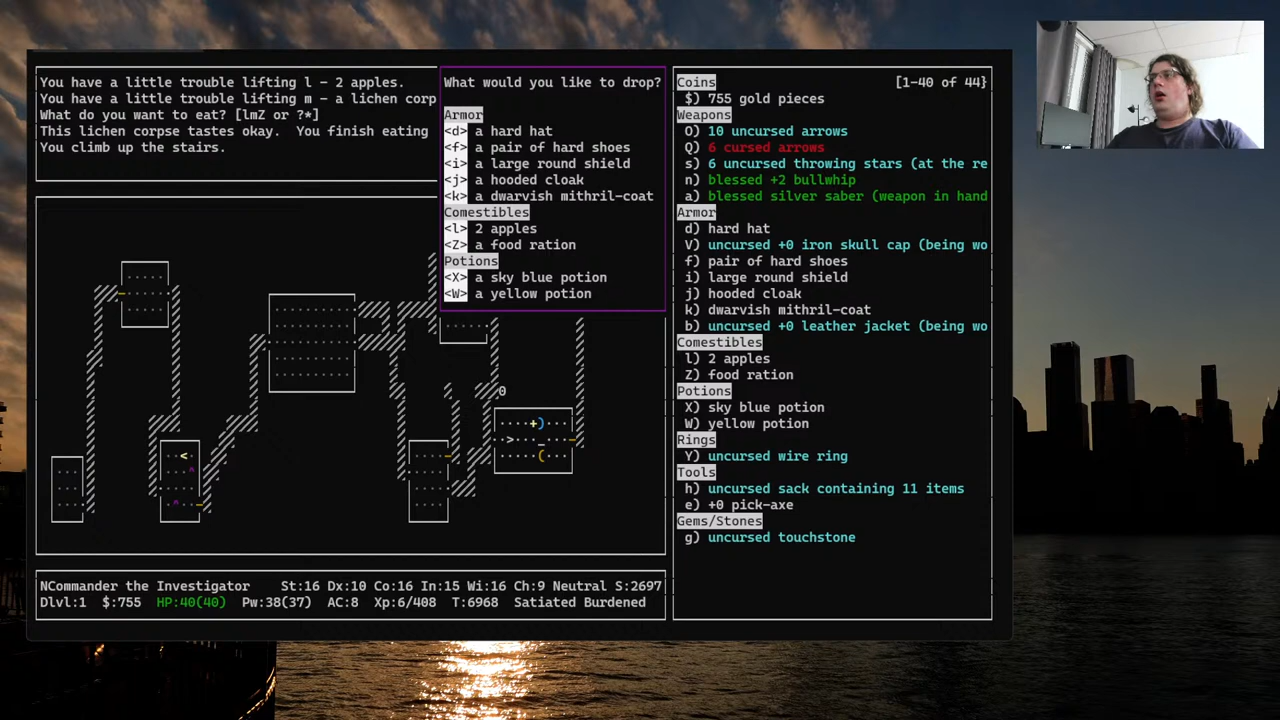 You have a little trouble lifting l - 2 apples.
You have a little trouble lifting m - a lichen corp
What do you want to eat? [lmZ or ?*]
This lichen corpse tastes okay.  You finish eating
You climb up the stairs.
What would you like to drop?
Armor
<d> a hard hat
<f> a pair of hard shoes
<i> a large round shield
<j> a hooded cloak
<k> a dwarvish mithril-coat
Comestibles
<l> 2 apples
<Z> a food ration
Potions
<X> a sky blue potion
<W> a yellow potion
Coins [1-40 of 44}
$) 755 gold pieces
Weapons
O) 10 uncursed arrows
Q) 6 cursed arrows
s) 6 uncursed throwing stars (at the re
n) blessed +2 bullwhip
a) blessed silver saber (weapon in hand
Armor
d) hard hat
V) uncursed +0 iron skull cap (being wo
f) pair of hard shoes
i) large round shield
j) hooded cloak
k) dwarvish mithril-coat
b) uncursed +0 leather jacket (being wo
Comestibles
l) 2 apples
Z) food ration
Potions
X) sky blue potion
W) yellow potion
Rings
Y) uncursed wire ring
Tools
h) uncursed sack containing 11 items
e) +0 pick-axe
Gems/Stones
g) uncursed touchstone
NCommander the Investigator St:16 Dx:10 Co:16 In:15 Wi:16 Ch:9 Neutral S:2697
Dlvl:1 $:755 HP:40(40) Pw:38(37) AC:8 Xp:6/408 T:6968 Satiated Burdened